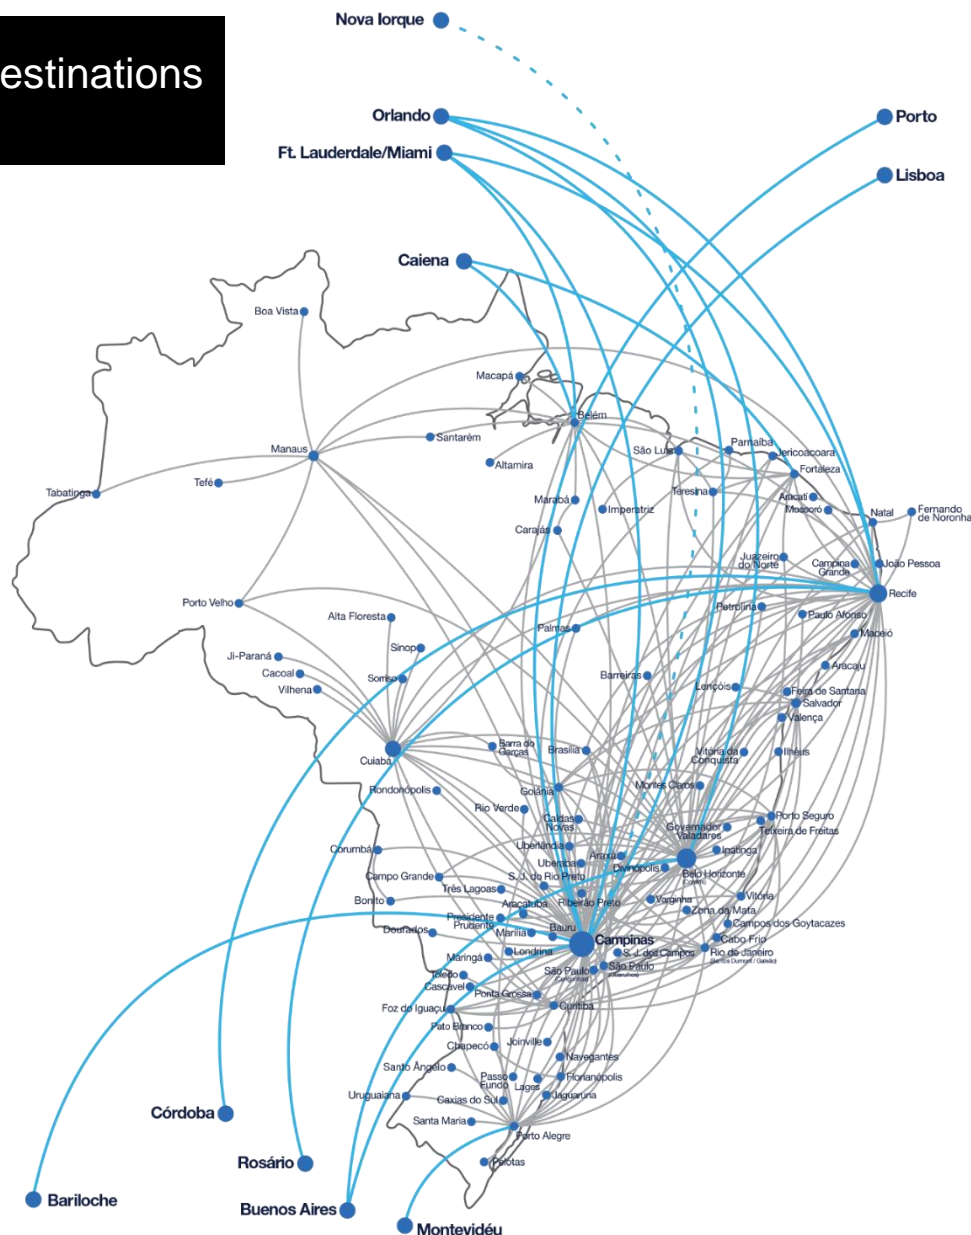 estinations
Nova Iorque
Orlando
Porto
Ft. Lauderdale/Miami
Lisboa
Caiena
Boa Vista
Macapá
Belém
Santarém
Manaus
São Luís
Parnaíba
Jericoacoara
Altamira
Fortaleza
Tefé
Tabatinga
Teresina
Aracati
Marabá
Imperatriz
Mossoró
Natal
Fernando
de Noronha
Carajás
Juazeiro
do Norte
Campina
Grande
João Pessoa
Recife
Porto Velho
Alta Floresta
Petrolina
Paulo Afonso
Palmas
Maceió
Sinop
Ji-Paraná
Aracaju
Cacoal
Sorriso
Barreiras
Vilhena
Lençóis
Feira de Santana
Salvador
Valença
Barra do
Garças
Brasília
Vitória da
Conquista
Ilhéus
Cuiabá
Rondonópolis
Goiânia
Montes Claros
Rio Verde
Caldas
Novas
Porto Seguro
Governador
Valadares
Teixeira de Freitas
Corumbá
Uberlândia
Araxá
Ipatinga
Uberaba
Divinópolis
Belo Horizonte
(Confins)
Campo Grande
S. J. do Rio Preto
Três Lagoas
Bonito
Araçatuba
Ribeirão Preto
Varginha
Vitória
Zona da Mata
Presidente
Prudente
Campos dos Goytacazes
Dourados
Marília
Bauru
Campinas
Cabo Frio
Maringá
Londrina
S. J. dos Campos
Rio de Janeiro
(Santos Dumont / Galeão)
São Paulo
(Congonhas)
São Paulo
(Guarulhos)
Toledo
Cascavel
Ponta Grossa
Foz do Iguaçu
Curitiba
Pato Branco
Chapecó
Joinville
Navegantes
Santo Ângelo
Passo
Fundo
Lages
Florianópolis
Uruguaiana
Caxias do Sul
Jaguaruna
Córdoba
Santa Maria
Porto Alegre
Rosário
Pelotas
Bariloche
Buenos Aires
Montevidéu